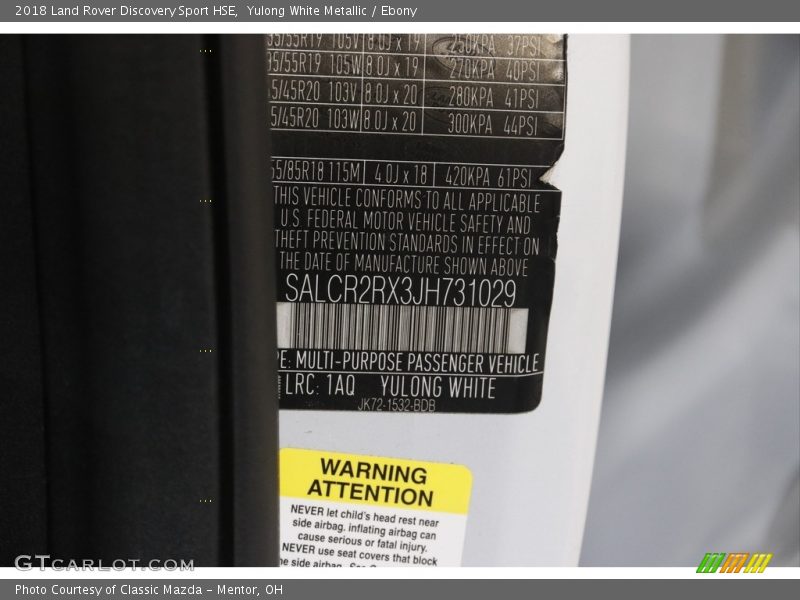 2018 Land Rover Discovery Sport HSE, Yulong White Metallic / Ebony
55/R19 105V 8.0J x 19 250KPA 37PSI
5/55R19 105W 8.0J x 19 270KPA 40PSI
5/45R20 103V 8.0J x 20 280KPA 41PSI
5/45R20 103W 8.0J x 20 300KPA 44PSI
55/85R18 115M 4.0J x 18 420KPA 61PSI
THIS VEHICLE CONFORMS TO ALL APPLICABLE
U.S. FEDERAL MOTOR VEHICLE SAFETY AND
THEFT PREVENTION STANDARDS IN EFFECT ON
THE DATE OF MANUFACTURE SHOWN ABOVE
SALCR2RX3JH731029
PE: MULTI-PURPOSE PASSENGER VEHICLE
LRC: 1AQ YULONG WHITE
JK72-1532-BDB
WARNING
ATTENTION
NEVER let child's head rest near
side airbag, inflating airbag can
cause serious or fatal injury.
NEVER use seat covers that block
he side airbag.
GTCARLOT.COM
Photo Courtesy of Classic Mazda - Mentor, OH